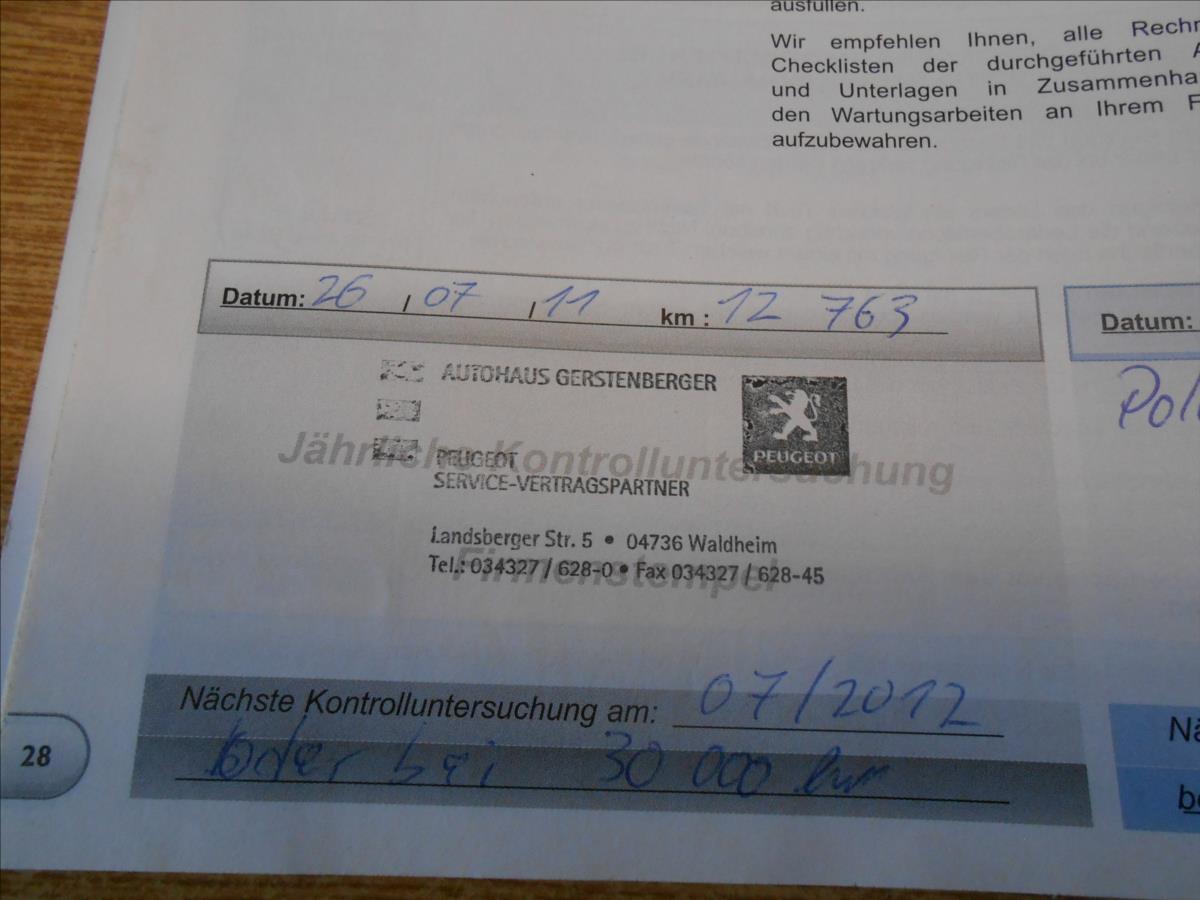 ausfüllen.
Wir empfehlen Ihnen, alle Rechn
Checklisten der durchgeführten A
und Unterlagen in Zusammenha
den Wartungsarbeiten an Ihrem F
aufzubewahren.
Datum: 26 / 07 / 11 km : 12 763
AUTOHAUS GERSTENBERGER
PEUGEOT
Jährliche Kontrolluntersuchung
PEUGEOT
SERVICE-VERTRAGSPARTNER
Landsberger Str. 5 • 04736 Waldheim
Firmenstempel
Tel.: 034327 / 628-0 • Fax 034327 / 628-45
Nächste Kontrolluntersuchung am: 07/2012
oder bei 30 000 km
28
Datum:
Pol
Nä
be